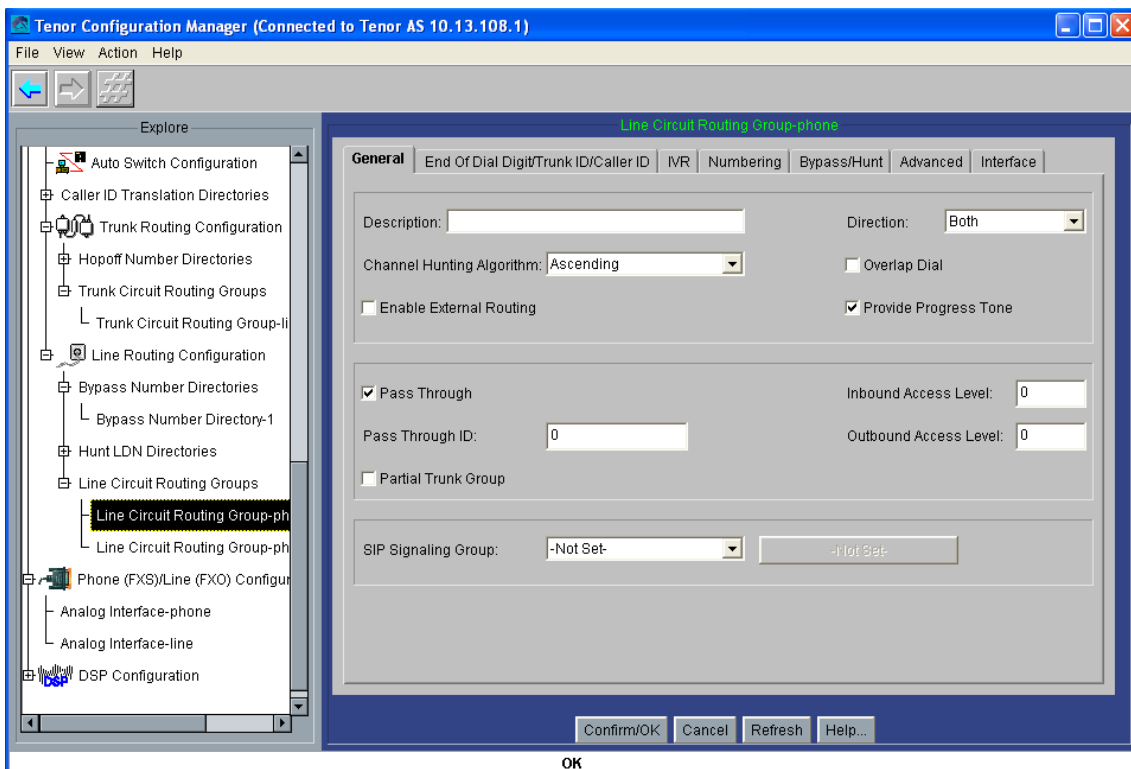 Tenor Configuration Manager (Connected to Tenor AS 10.13.108.1)
File View Action Help
Explore
Auto Switch Configuration
Caller ID Translation Directories
Trunk Routing Configuration
Hopoff Number Directories
Trunk Circuit Routing Groups
Trunk Circuit Routing Group-li
Line Routing Configuration
Bypass Number Directories
Bypass Number Directory-1
Hunt LDN Directories
Line Circuit Routing Groups
Line Circuit Routing Group-ph
Line Circuit Routing Group-ph
Phone (FXS)/Line (FXO) Configur
Analog Interface-phone
Analog Interface-line
DSP DSP Configuration
Line Circuit Routing Group-phone
General End Of Dial Digit/Trunk ID/Caller ID IVR Numbering Bypass/Hunt Advanced Interface
Description: Direction: Both
Channel Hunting Algorithm: Ascending Overlap Dial
Enable External Routing Provide Progress Tone
Pass Through Inbound Access Level: 0
Pass Through ID: 0 Outbound Access Level: 0
Partial Trunk Group
SIP Signaling Group: -Not Set- -Not Set-
Confirm/OK Cancel Refresh Help...
OK